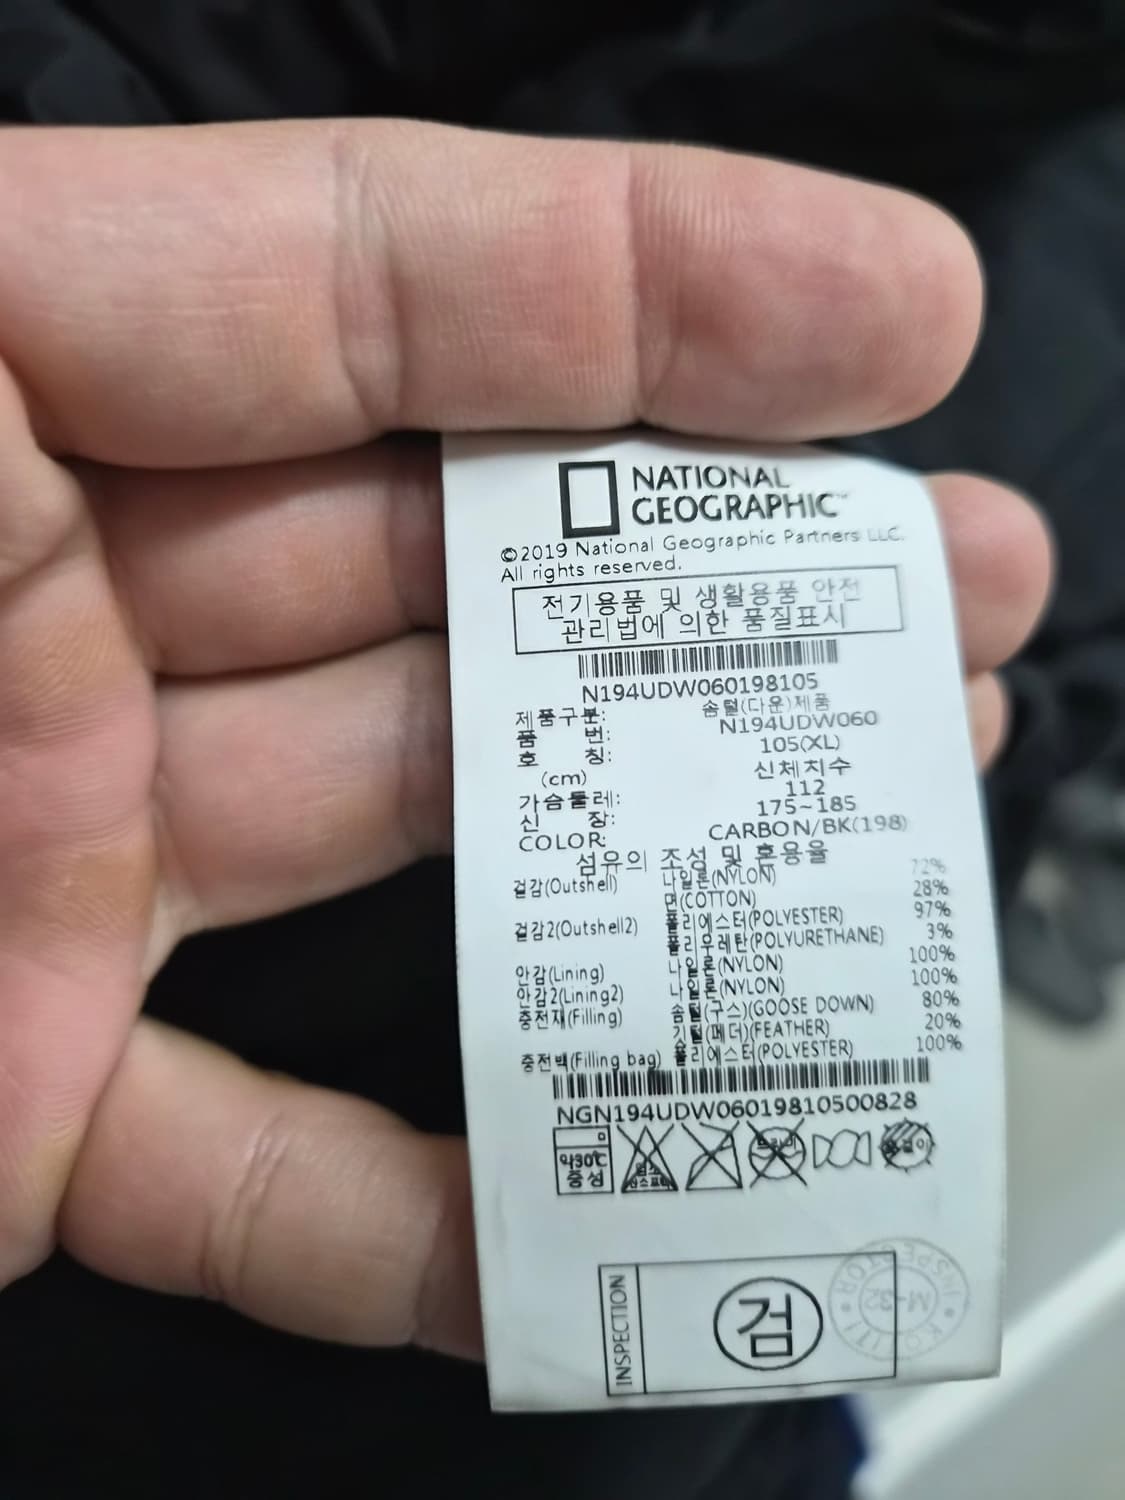 NATIONAL
GEOGRAPHIC™
©2019 National Geographic Partners LLC.
All rights reserved.
전기용품 및 생활용품 안전
관리법에 의한 품질표시
N194UDW060198105
제품구분: 솜털(다운)제품
품 번: N194UDW060
호 칭: 105(XL)
(cm) 신체치수
가슴둘레: 112
신 장: 175~185
COLOR: CARBON/BK(198)
섬유의 조성 및 혼용율
겉감(Outshell) 나일론(NYLON) 72%
면(COTTON) 28%
겉감2(Outshell2) 폴리에스터(POLYESTER) 97%
폴리우레탄(POLYURETHANE) 3%
안감(Lining) 나일론(NYLON) 100%
안감2(Lining2) 나일론(NYLON) 100%
충전재(Filling) 솜털(구스)(GOOSE DOWN) 80%
기털(페더)(FEATHER) 20%
충전백(Filling bag) 폴리에스터(POLYESTER) 100%
NGN194UDW06019810500828
약30℃
중성
드라이
INSPECTION
검
INSPECTOR
M-32
KOITI